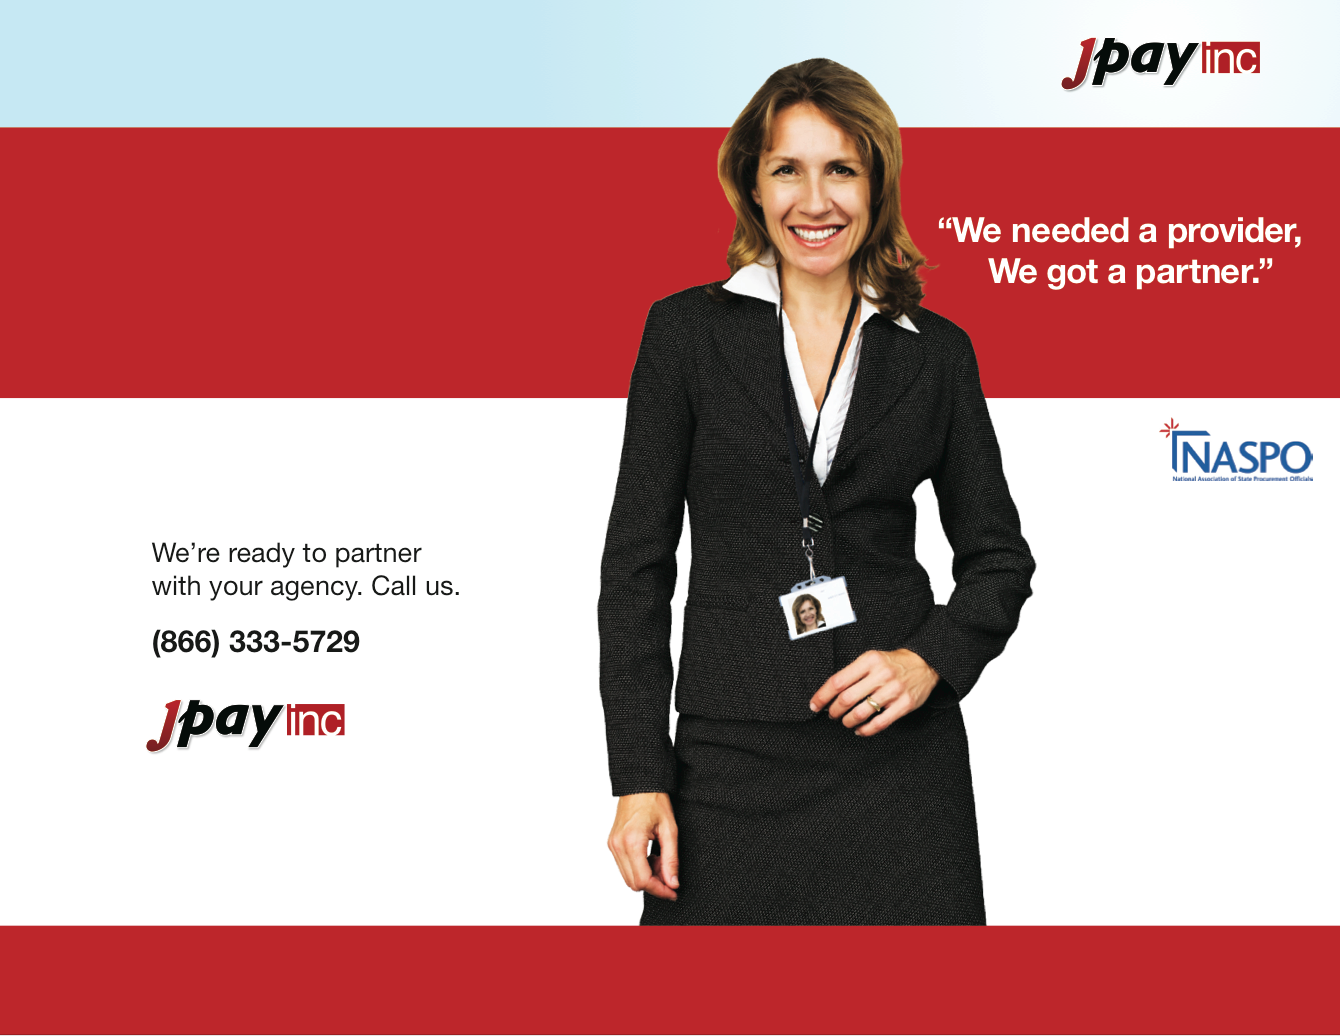 Jpay inc
“We needed a provider,
We got a partner.”
NASPO
National Association of State Procurement Officials
We’re ready to partner
with your agency. Call us.
(866) 333-5729
Jpay inc